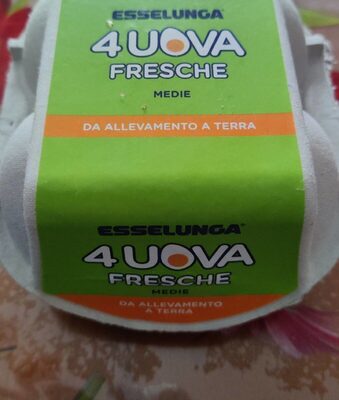 ESSELUNGA®
4 UOVA
FRESCHE
MEDIE
DA ALLEVAMENTO A TERRA
ESSELUNGA®
4 UOVA
FRESCHE
MEDIE
DA ALLEVAMENTO
A TERRA